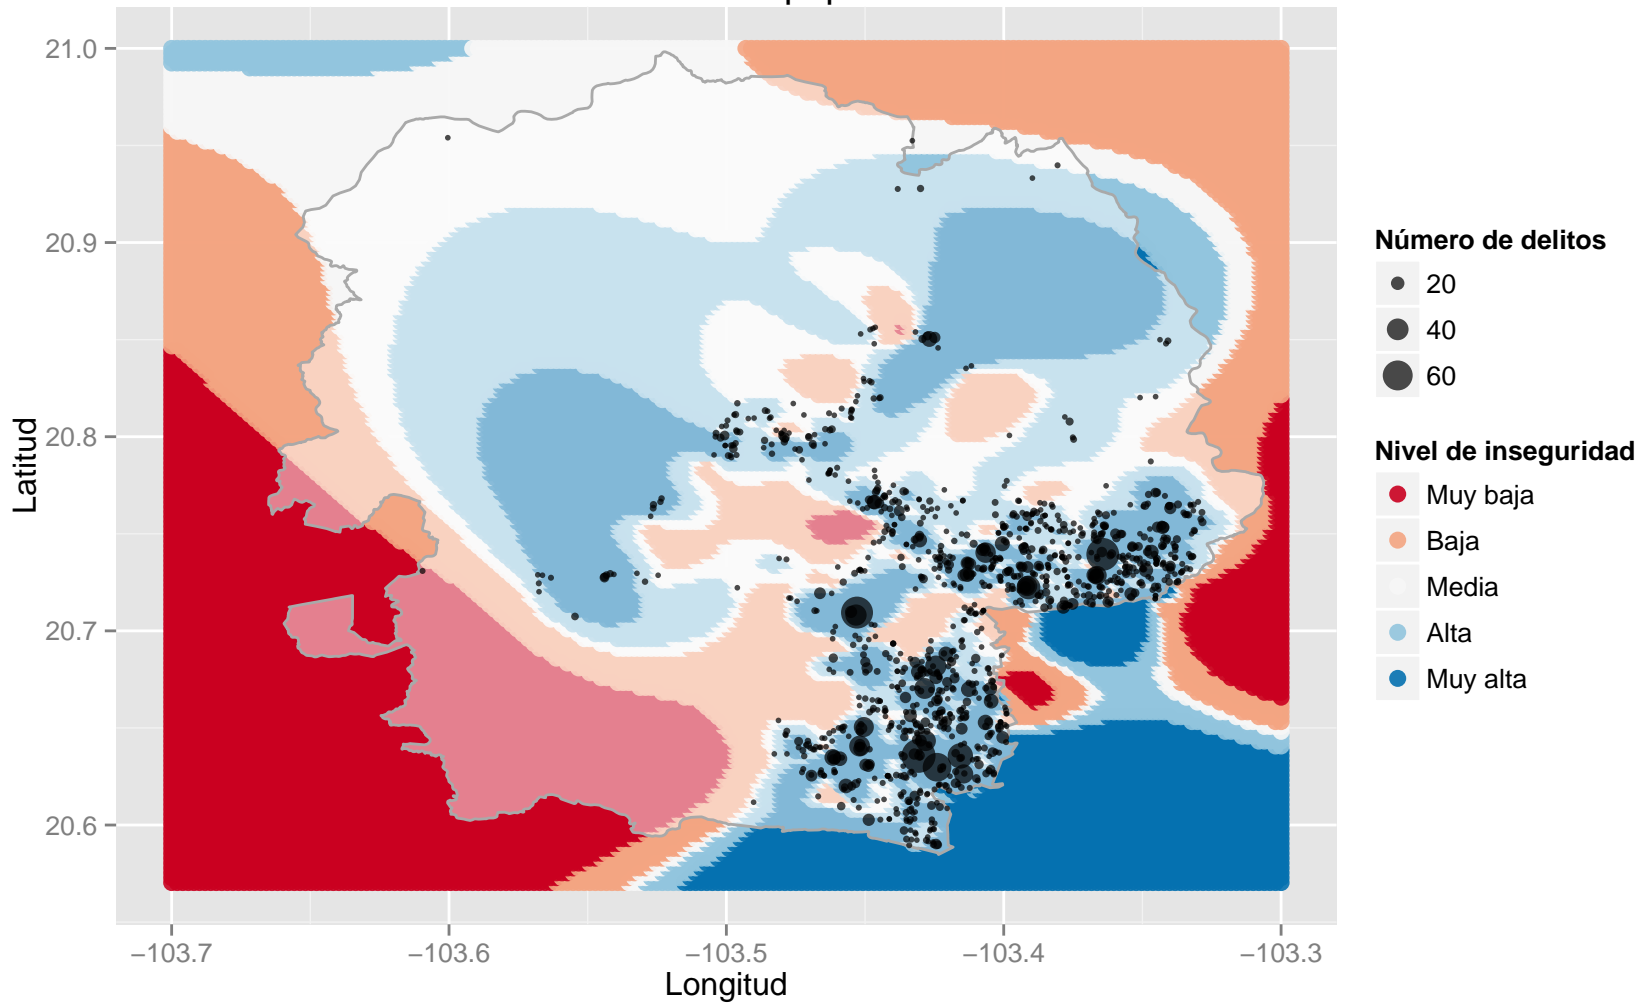 21.0
20.9
20.8
20.7
20.6
Latitud
−103.7
−103.6
−103.5
−103.4
−103.3
Longitud
Número de delitos
20
40
60
Nivel de inseguridad
Muy baja
Baja
Media
Alta
Muy alta